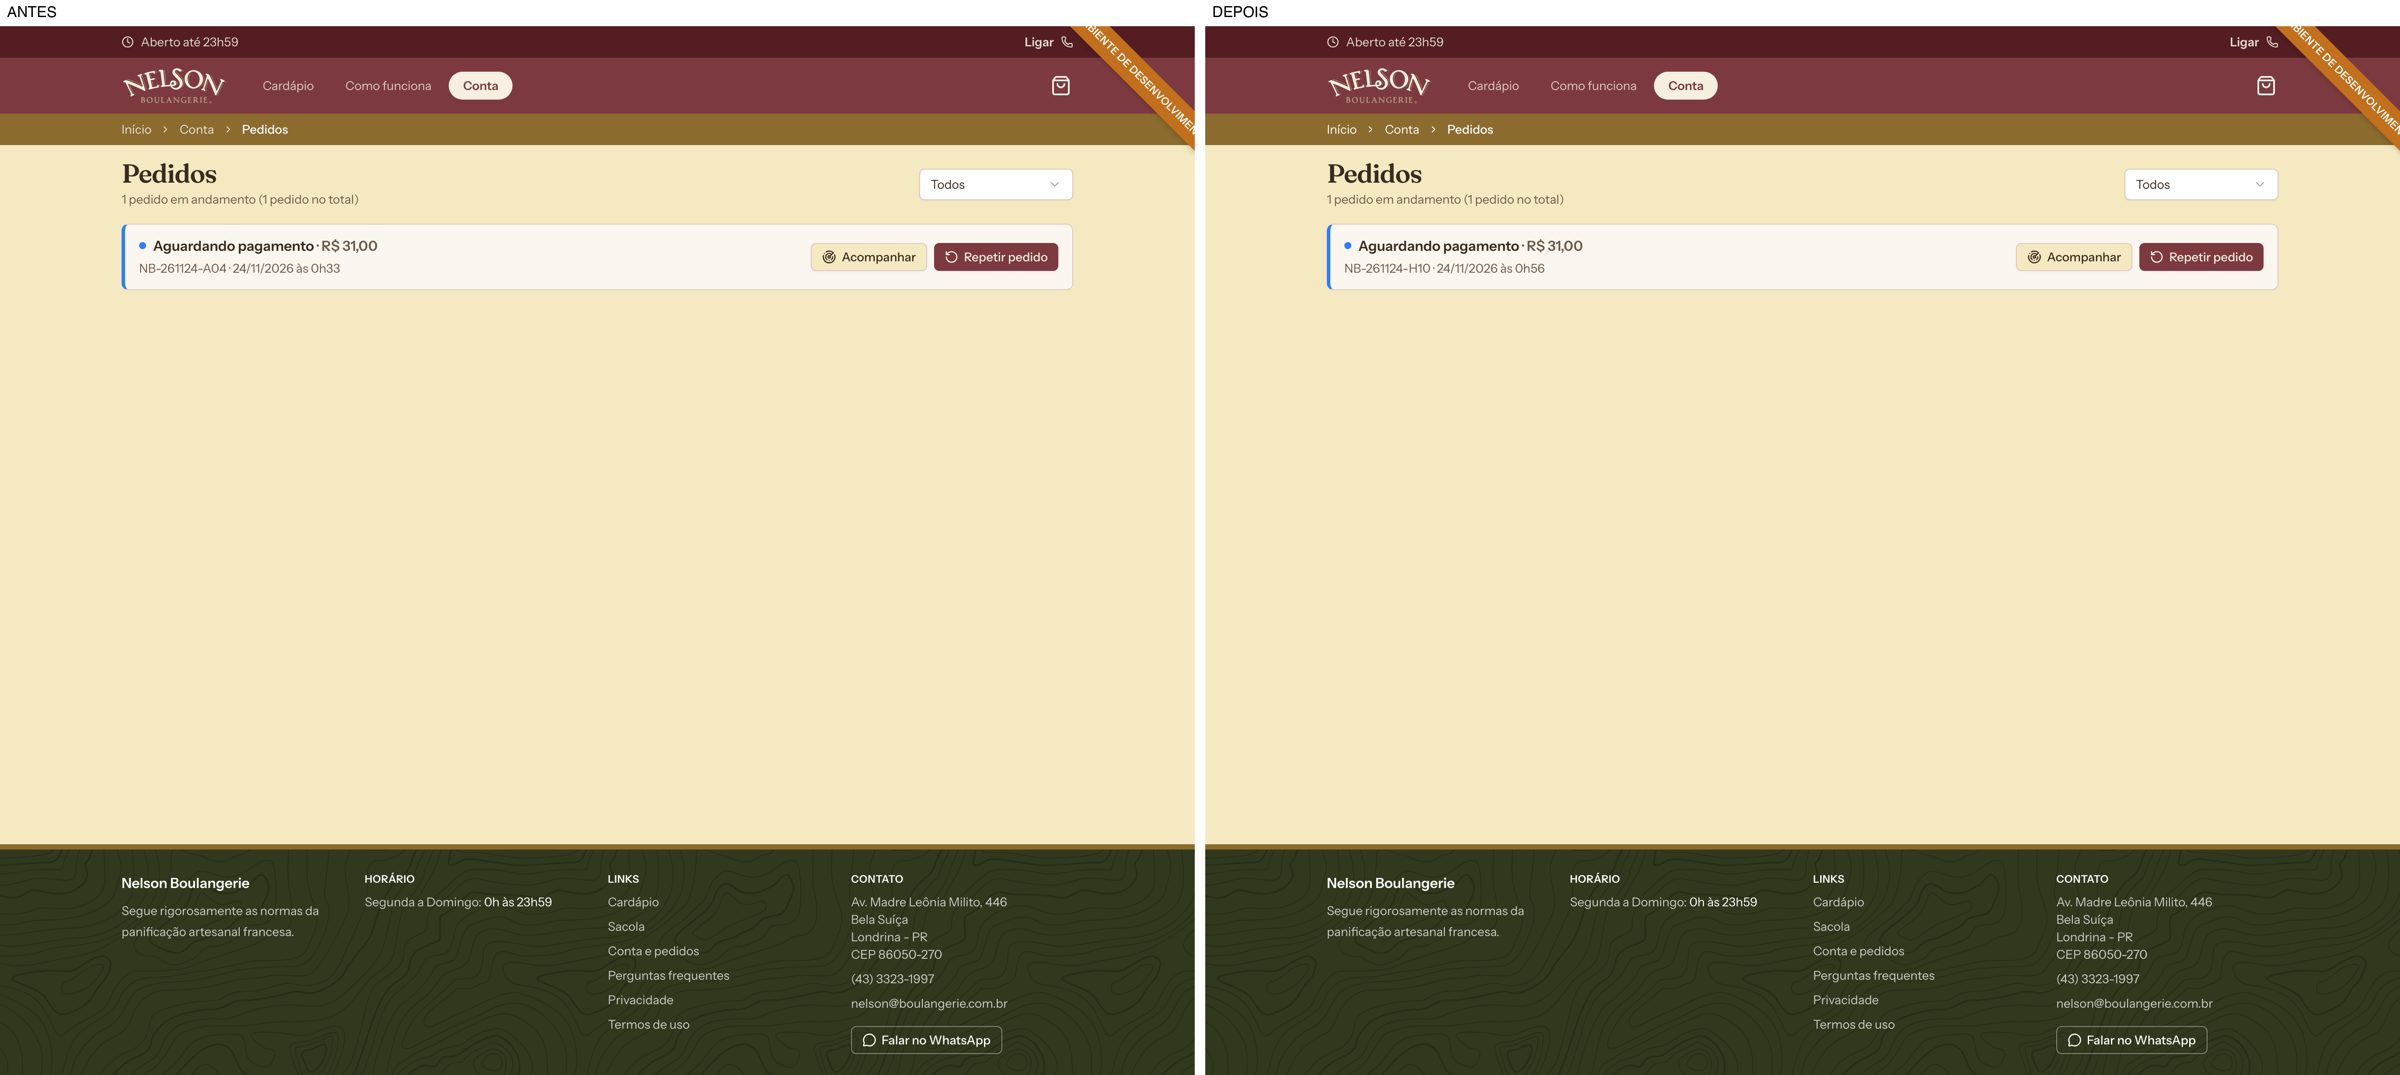 ANTES
Aberto até 23h59
Ligar
BIENTE DE DESENVOLVIMEN
NELSON
BOULANGERIE
Cardápio
Como funciona
Conta
Início > Conta > Pedidos
Pedidos
1 pedido em andamento (1 pedido no total)
Todos
Aguardando pagamento · R$ 31,00
NB-261124-A04 · 24/11/2026 às 0h33
Acompanhar
Repetir pedido
Nelson Boulangerie
Segue rigorosamente as normas da
panificação artesanal francesa.
HORÁRIO
Segunda a Domingo: 0h às 23h59
LINKS
Cardápio
Sacola
Conta e pedidos
Perguntas frequentes
Privacidade
Termos de uso
CONTATO
Av. Madre Leônia Milito, 446
Bela Suíça
Londrina - PR
CEP 86050-270
(43) 3323-1997
nelson@boulangerie.com.br
Falar no WhatsApp
DEPOIS
Aberto até 23h59
Ligar
BIENTE DE DESENVOLVIMEN
NELSON
BOULANGERIE
Cardápio
Como funciona
Conta
Início > Conta > Pedidos
Pedidos
1 pedido em andamento (1 pedido no total)
Todos
Aguardando pagamento · R$ 31,00
NB-261124-H10 · 24/11/2026 às 0h56
Acompanhar
Repetir pedido
Nelson Boulangerie
Segue rigorosamente as normas da
panificação artesanal francesa.
HORÁRIO
Segunda a Domingo: 0h às 23h59
LINKS
Cardápio
Sacola
Conta e pedidos
Perguntas frequentes
Privacidade
Termos de uso
CONTATO
Av. Madre Leônia Milito, 446
Bela Suíça
Londrina - PR
CEP 86050-270
(43) 3323-1997
nelson@boulangerie.com.br
Falar no WhatsApp